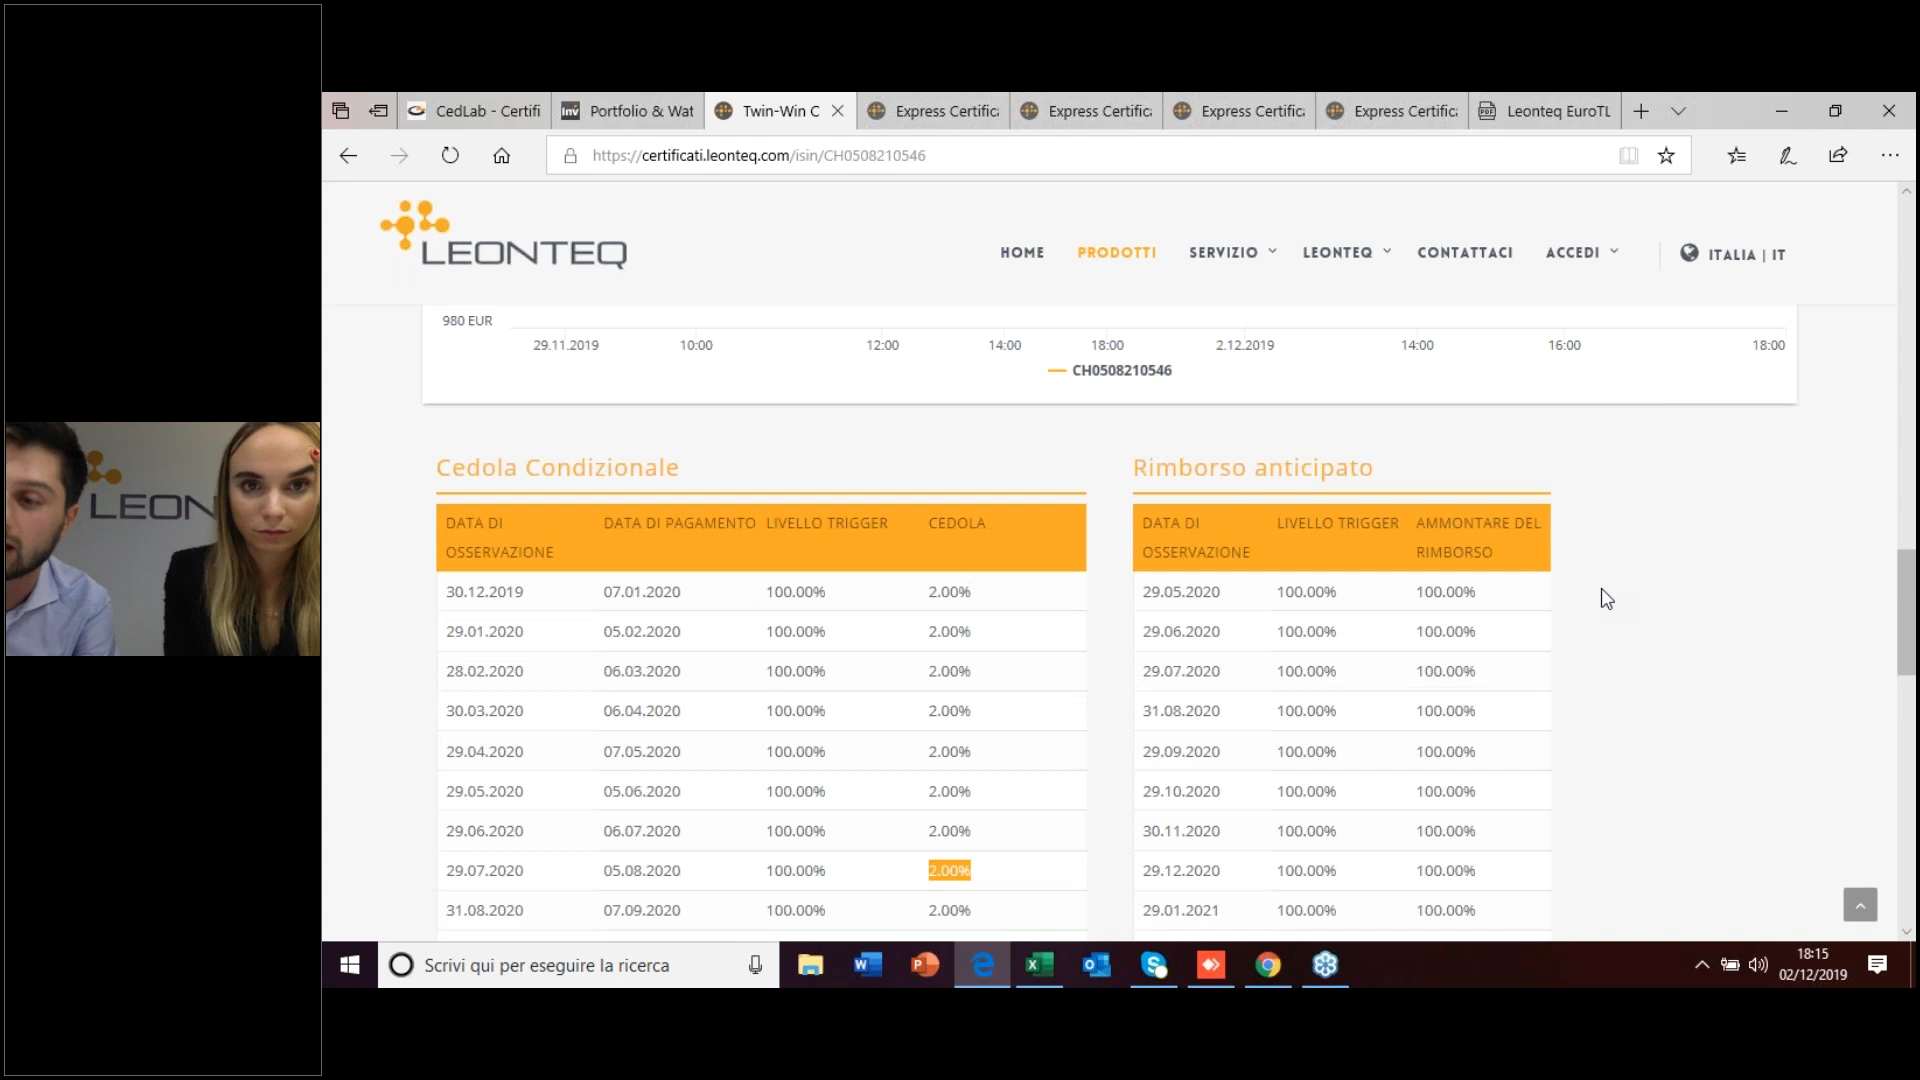 CedLab - Certifi
Portfolio & Wat
Twin-Win C
Express Certific
Express Certific
Express Certific
Express Certific
Leonteq EuroTL
https://certificati.leonteq.com/isin/CH0508210546
LEONTEQ
HOME PRODOTTI SERVIZIO LEONTEQ CONTATTACI ACCEDI ITALIA | IT
980 EUR
29.11.2019 10:00 12:00 14:00 18:00 2.12.2019 14:00 16:00 18:00
CH0508210546
LEON
Cedola Condizionale
DATA DI OSSERVAZIONE DATA DI PAGAMENTO LIVELLO TRIGGER CEDOLA
30.12.2019 07.01.2020 100.00% 2.00%
29.01.2020 05.02.2020 100.00% 2.00%
28.02.2020 06.03.2020 100.00% 2.00%
30.03.2020 06.04.2020 100.00% 2.00%
29.04.2020 07.05.2020 100.00% 2.00%
29.05.2020 05.06.2020 100.00% 2.00%
29.06.2020 06.07.2020 100.00% 2.00%
29.07.2020 05.08.2020 100.00% 2.00%
31.08.2020 07.09.2020 100.00% 2.00%
Rimborso anticipato
DATA DI OSSERVAZIONE LIVELLO TRIGGER AMMONTARE DEL RIMBORSO
29.05.2020 100.00% 100.00%
29.06.2020 100.00% 100.00%
29.07.2020 100.00% 100.00%
31.08.2020 100.00% 100.00%
29.09.2020 100.00% 100.00%
29.10.2020 100.00% 100.00%
30.11.2020 100.00% 100.00%
29.12.2020 100.00% 100.00%
29.01.2021 100.00% 100.00%
Scrivi qui per eseguire la ricerca
18:15
02/12/2019